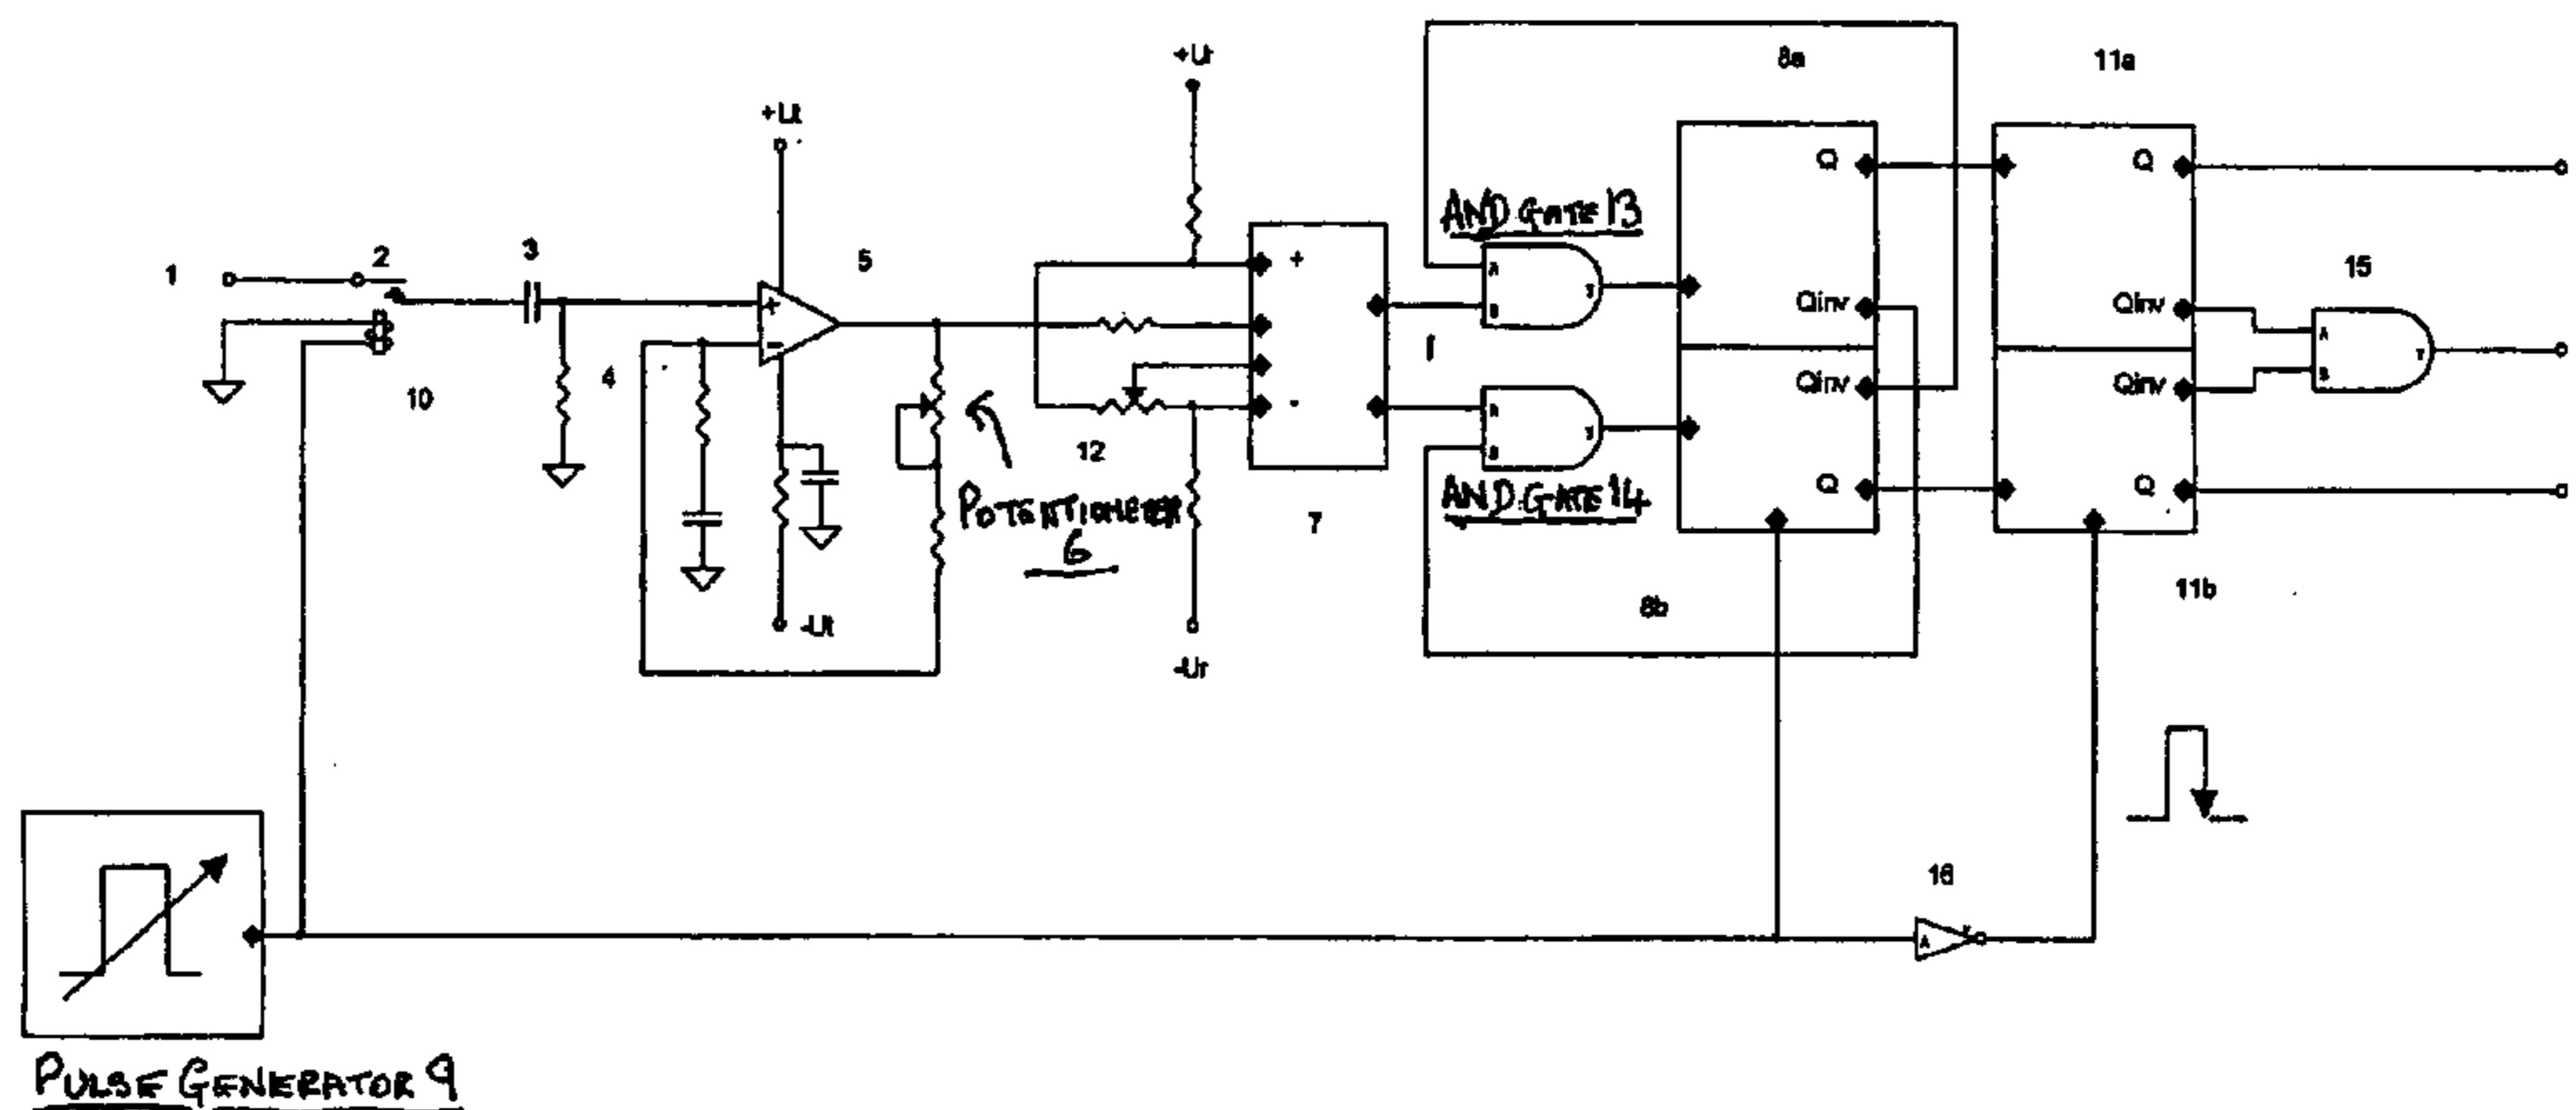 +Ur
8a
11a
+Ut
Q
Q
Q
AND GATE 13
1
2
3
5
+
A
B
Y
Qinv
Qinv
15
+
-
4
10
1
Qinv
Qinv
A
B
Y
-
12
A
B
Y
POTENTIOMETER
6
7
AND GATE 14
Q
Q
-Ut
-Ur
8b
11b
16
A
Y
PULSE GENERATOR 9